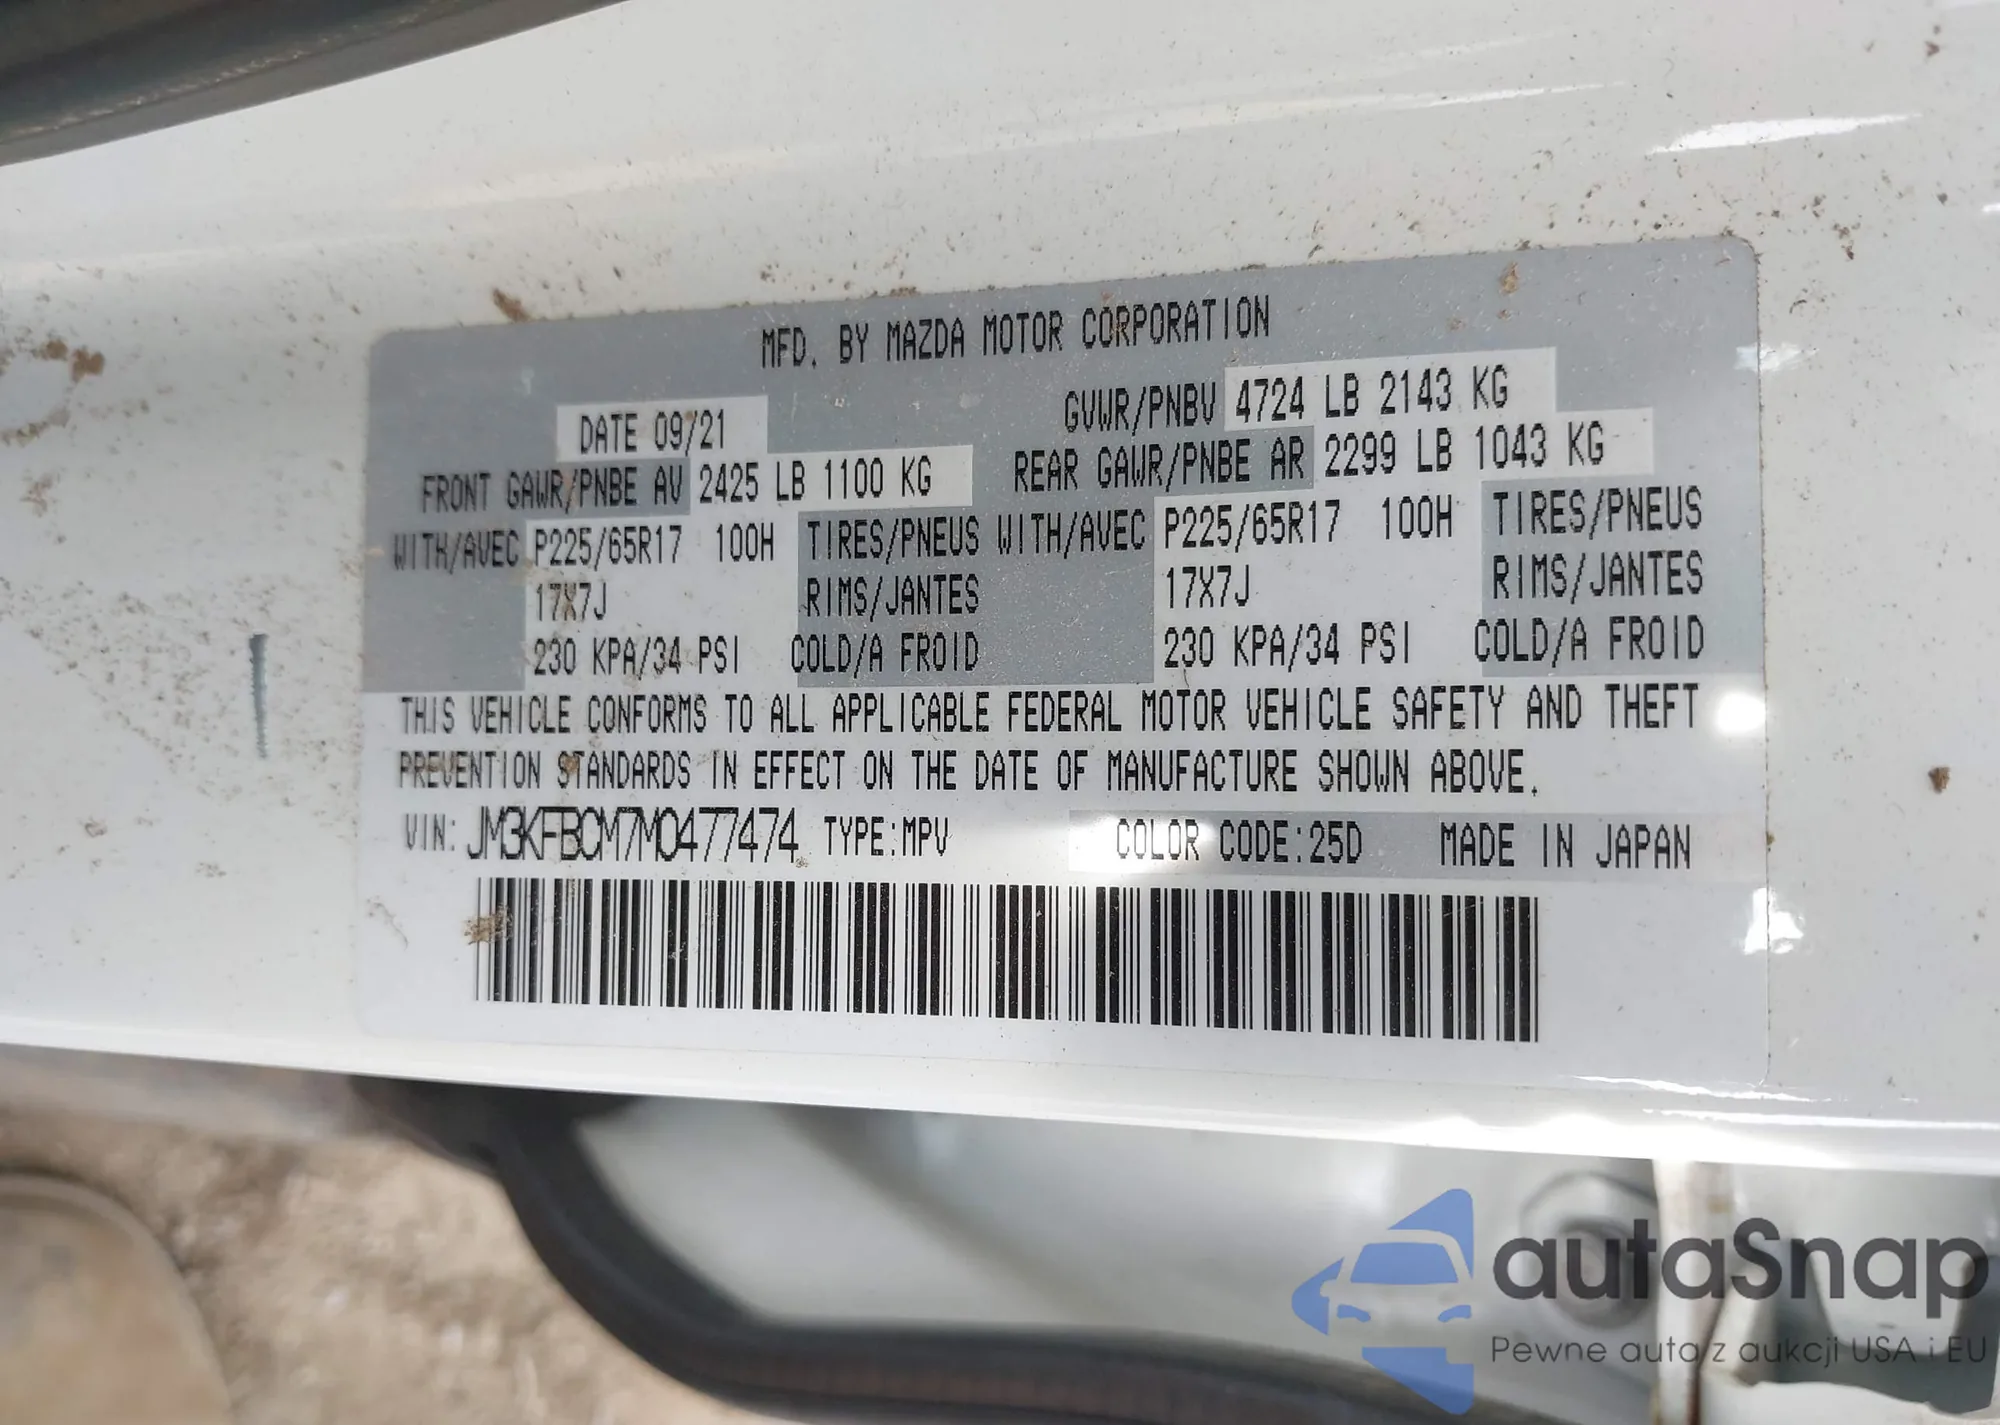 MFD. BY MAZDA MOTOR CORPORATION
DATE 09/21 GVWR/PNBV 4724 LB 2143 KG
FRONT GAWR/PNBE AV 2425 LB 1100 KG REAR GAWR/PNBE AR 2299 LB 1043 KG
WITH/AVEC P225/65R17 100H TIRES/PNEUS WITH/AVEC P225/65R17 100H TIRES/PNEUS
17X7J RIMS/JANTES 17X7J RIMS/JANTES
230 KPA/34 PSI COLD/A FROID 230 KPA/34 PSI COLD/A FROID
THIS VEHICLE CONFORMS TO ALL APPLICABLE FEDERAL MOTOR VEHICLE SAFETY AND THEFT
PREVENTION STANDARDS IN EFFECT ON THE DATE OF MANUFACTURE SHOWN ABOVE.
VIN: JM3KFBCM7M0477474 TYPE:MPV COLOR CODE:25D MADE IN JAPAN
autaSnap
Pewne auta z aukcji USA i EU